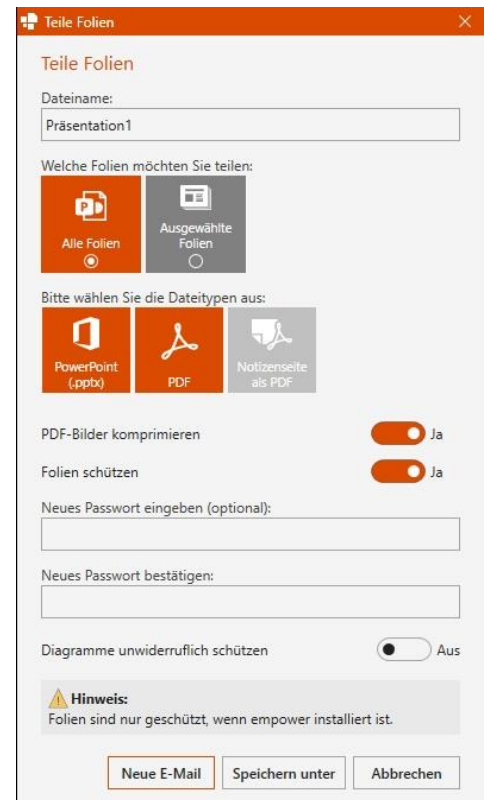 Teile Folien
Teile Folien
Dateiname:
Präsentation1
Welche Folien möchten Sie teilen:
Alle Folien
Ausgewählte
Folien
Bitte wählen Sie die Dateitypen aus:
PowerPoint
(.pptx)
PDF
Notizenseite
als PDF
PDF-Bilder komprimieren Ja
Folien schützen Ja
Neues Passwort eingeben (optional):
Neues Passwort bestätigen:
Diagramme unwiderruflich schützen Aus
Hinweis:
Folien sind nur geschützt, wenn empower installiert ist.
Neue E-Mail Speichern unter Abbrechen